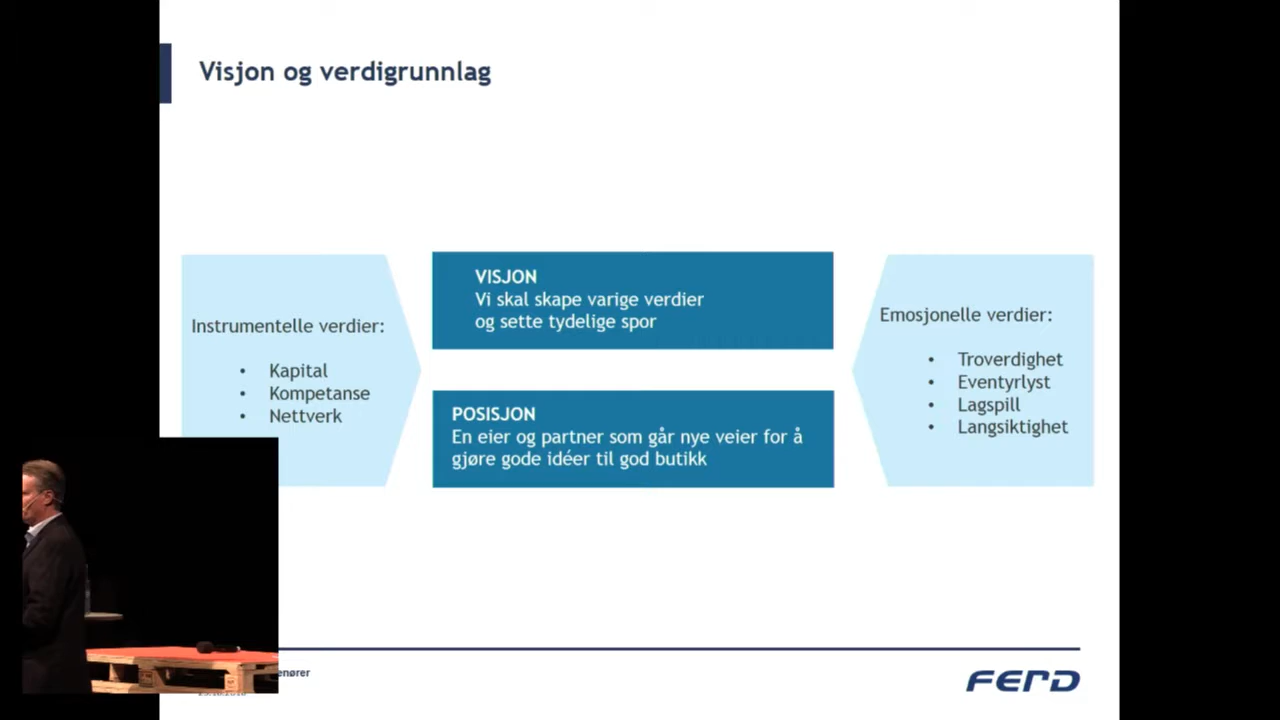 Visjon og verdigrunnlag
Instrumentelle verdier:
• Kapital
• Kompetanse
• Nettverk
VISJON
Vi skal skape varige verdier
og sette tydelige spor
POSISJON
En eier og partner som går nye veier for å
gjøre gode idéer til god butikk
Emosjonelle verdier:
• Troverdighet
• Eventyrlyst
• Lagspill
• Langsiktighet
FERD